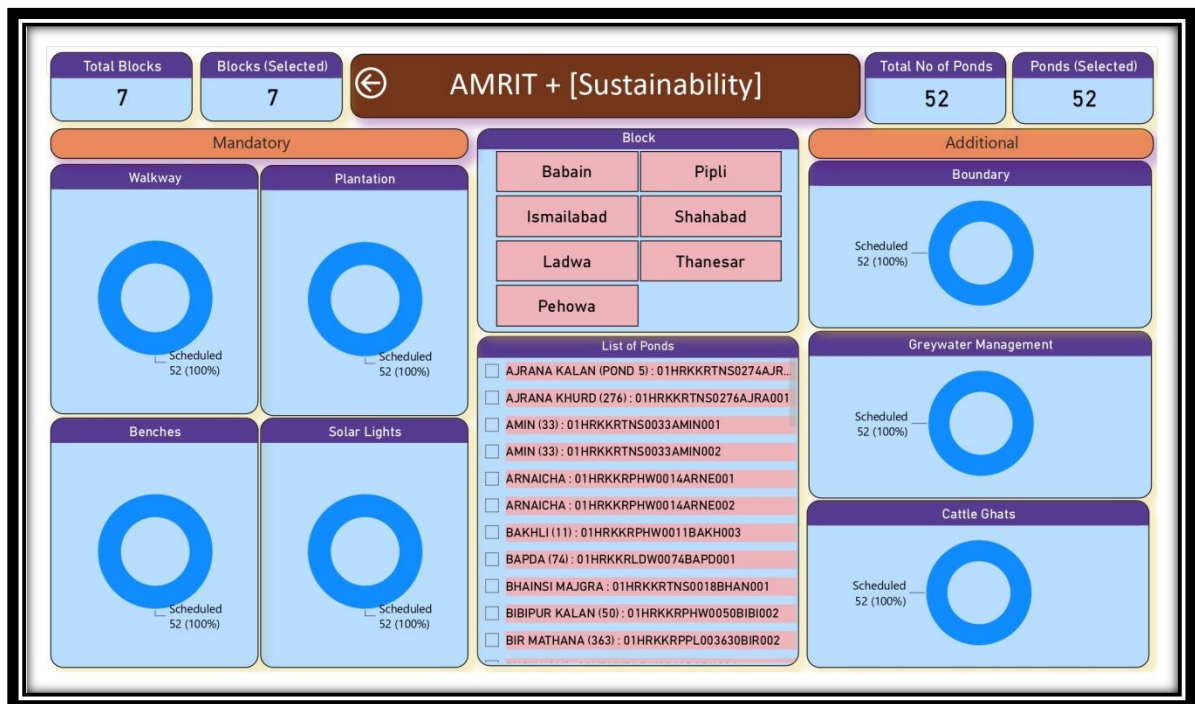 Total Blocks
7
Blocks (Selected)
7
AMRIT + [Sustainability]
Total No of Ponds
52
Ponds (Selected)
52
Mandatory
Walkway
Scheduled
52 (100%)
Plantation
Scheduled
52 (100%)
Benches
Scheduled
52 (100%)
Solar Lights
Scheduled
52 (100%)
Block
Babain
Pipli
Ismailabad
Shahabad
Ladwa
Thanesar
Pehowa
List of Ponds
AJRANA KALAN (POND 5) : 01HRKKRTNS0274AJR...
AJRANA KHURD (276) : 01HRKKRTNS0276AJRA001
AMIN (33) : 01HRKKRTNS0033AMIN001
AMIN (33) : 01HRKKRTNS0033AMIN002
ARNAICHA : 01HRKKRPHW0014ARNE001
ARNAICHA : 01HRKKRPHW0014ARNE002
BAKHLI (11) : 01HRKKRPHW0011BAKH003
BAPDA (74) : 01HRKKRLDW0074BAPD001
BHAINSI MAJGRA : 01HRKKRTNS0018BHAN001
BIBIPUR KALAN (50) : 01HRKKRPHW0050BIBI002
BIR MATHANA (363) : 01HRKKRPPL003630BIR002
Additional
Boundary
Scheduled
52 (100%)
Greywater Management
Scheduled
52 (100%)
Cattle Ghats
Scheduled
52 (100%)